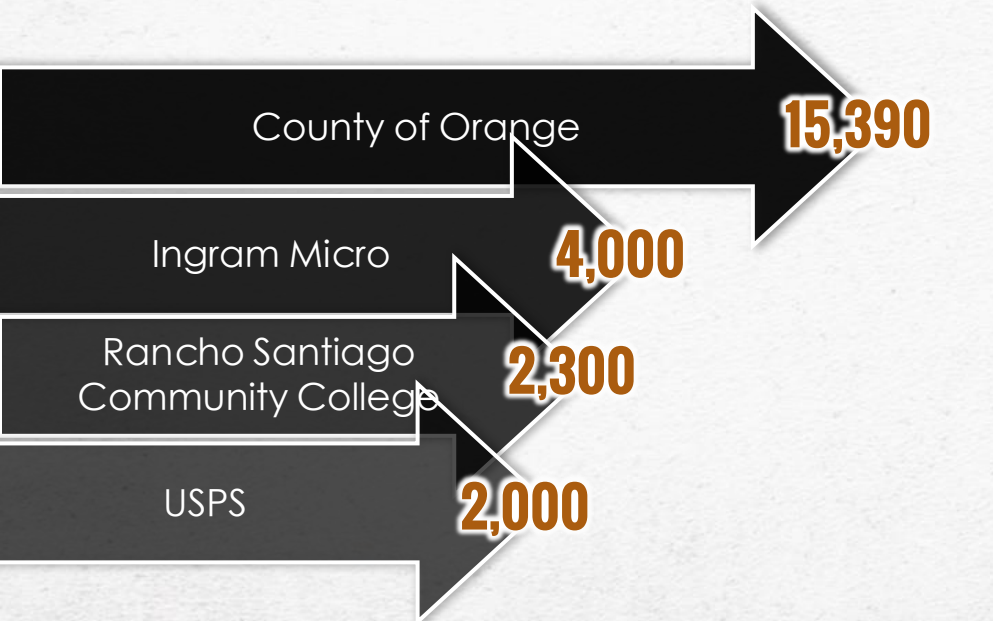 County of Orange 15,390
Ingram Micro 4,000
Rancho Santiago
Community College 2,300
USPS 2,000